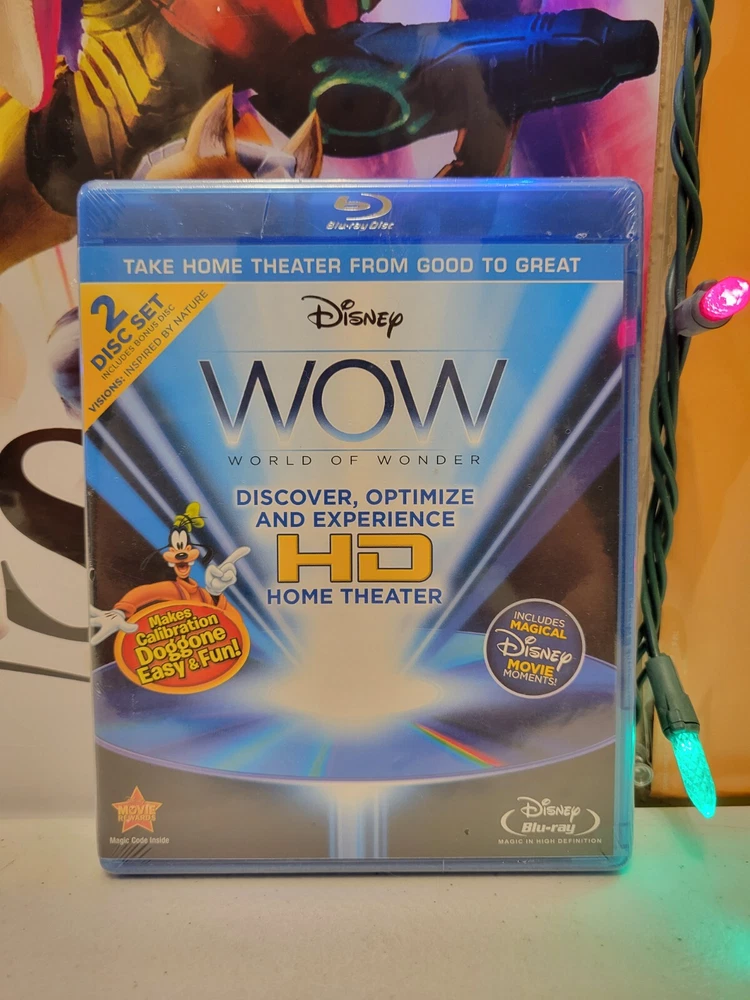 Blu-ray Disc
TAKE HOME THEATER FROM GOOD TO GREAT
2
DISC SET
INCLUDES BONUS DISC
VISIONS: INSPIRED BY NATURE
Disney
WOW
WORLD OF WONDER
DISCOVER, OPTIMIZE
AND EXPERIENCE
HD
HOME THEATER
Makes
Calibration
Doggone
Easy & Fun!
INCLUDES
MAGICAL
Disney
MOVIE
MOMENTS!
MOVIE
REWARDS
Magic Code Inside
Disney
Blu-ray
MAGIC IN HIGH DEFINITION
S